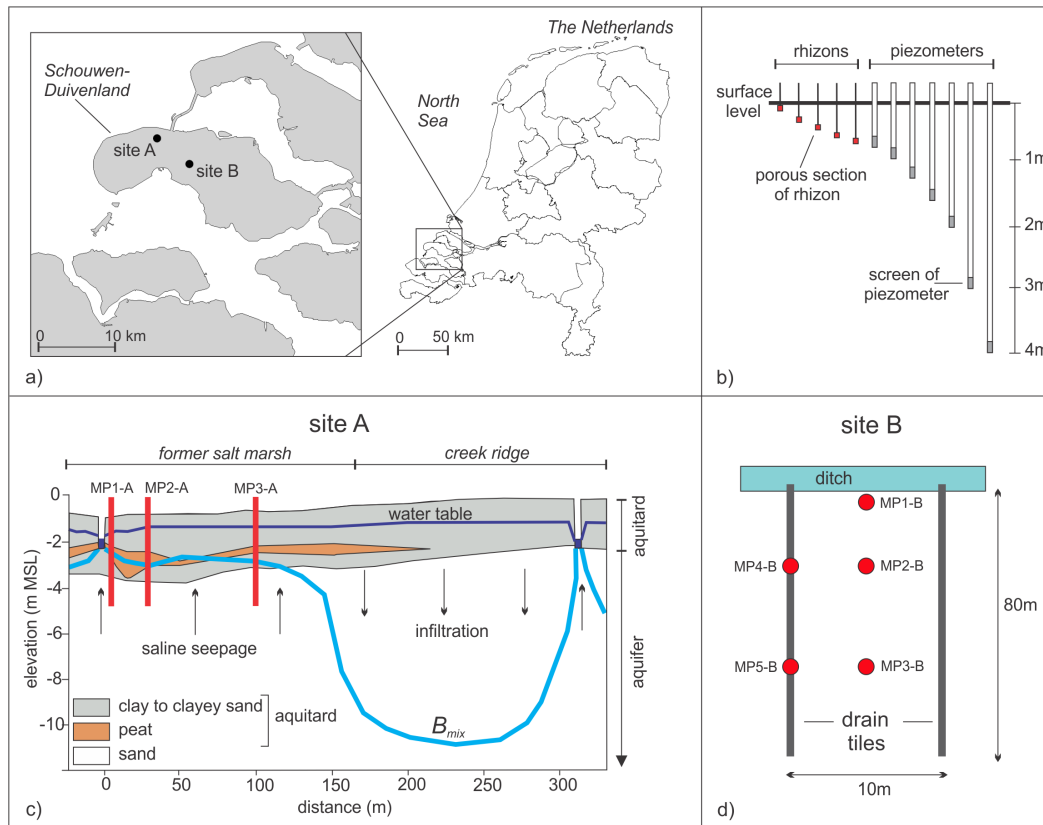 The Netherlands
Schouwen-
Duivenland
North
Sea
site A
site B
0
10 km
0
50 km
a)
rhizons
piezometers
surface
level
1m
porous section
of rhizon
2m
screen of
piezometer
3m
4m
b)
site A
former salt marsh
creek ridge
MP1-A
MP2-A
MP3-A
0
-2
-4
-6
-8
-10
elevation (m MSL)
water table
aquitard
saline seepage
infiltration
aquifer
clay to clayey sand
peat
sand
aquitard
Bmix
0
50
100
150
200
250
300
distance (m)
c)
site B
ditch
MP1-B
MP4-B
MP2-B
80m
MP5-B
MP3-B
drain
tiles
10m
d)